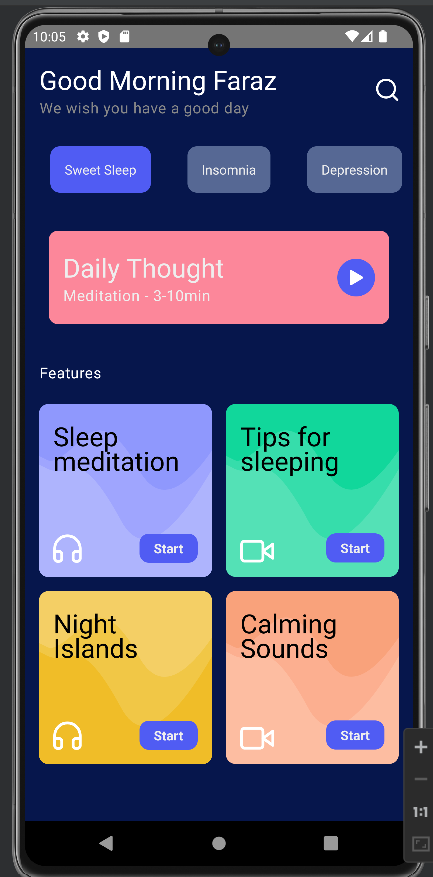 10:05
Good Morning Faraz
We wish you have a good day
Sweet Sleep
Insomnia
Depression
Daily Thought
Meditation - 3-10min
Features
Sleep
meditation
Start
Tips for
sleeping
Start
Night
Islands
Start
Calming
Sounds
Start
1:1